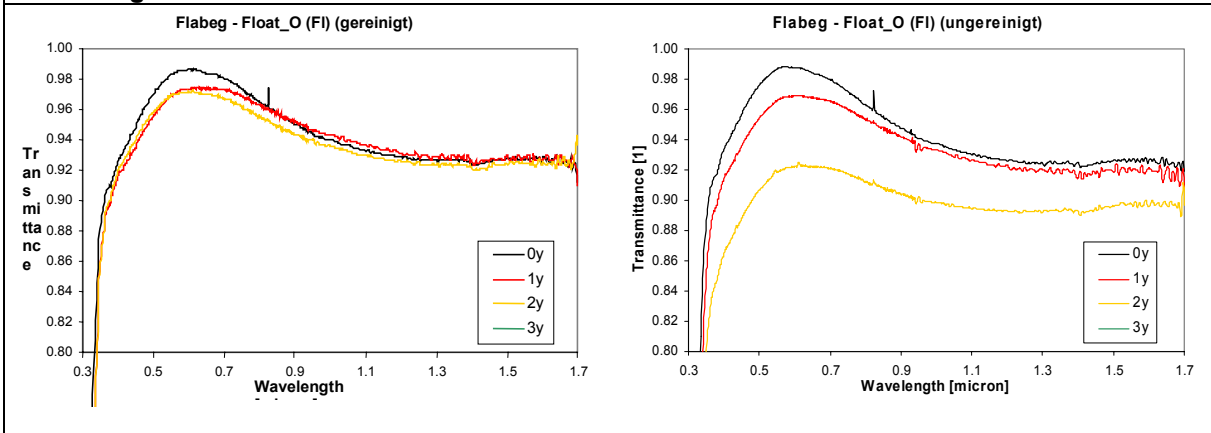 Flabeg - Float_O (Fl) (gereinigt)
1.00
0.98
0.96
0.94
0.92
0.90
0.88
0.86
0.84
0.82
0.80
Tr
ans
mi
tta
nc
e
0y
1y
2y
3y
0.3
0.5
0.7
0.9
1.1
1.3
1.5
1.7
Wavelength
Flabeg - Float_O (Fl) (ungereinigt)
1.00
0.98
0.96
0.94
0.92
0.90
0.88
0.86
0.84
0.82
0.80
Transmittance [1]
0y
1y
2y
3y
0.3
0.5
0.7
0.9
1.1
1.3
1.5
1.7
Wavelength [micron]